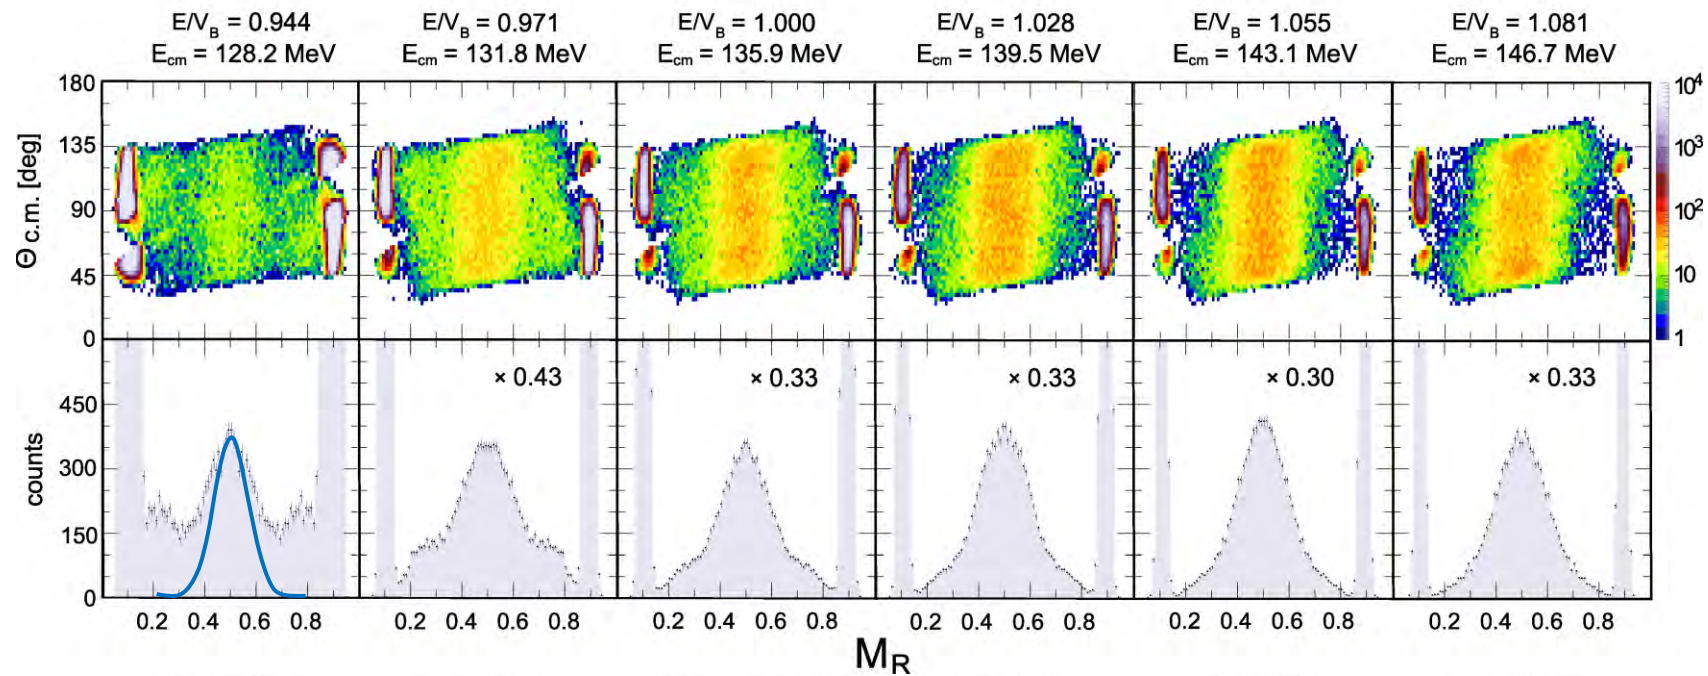 E/V_B = 0.944 E/V_B = 0.971 E/V_B = 1.000 E/V_B = 1.028 E/V_B = 1.055 E/V_B = 1.081
E_cm = 128.2 MeV E_cm = 131.8 MeV E_cm = 135.9 MeV E_cm = 139.5 MeV E_cm = 143.1 MeV E_cm = 146.7 MeV
180
135
90
45
0
Θ c.m. [deg]
10⁴
10³
10²
10
1
× 0.43 × 0.33 × 0.33 × 0.30 × 0.33
450
300
150
0
counts
0.2 0.4 0.6 0.8 0.2 0.4 0.6 0.8 0.2 0.4 0.6 0.8 0.2 0.4 0.6 0.8 0.2 0.4 0.6 0.8 0.2 0.4 0.6 0.8
M_R